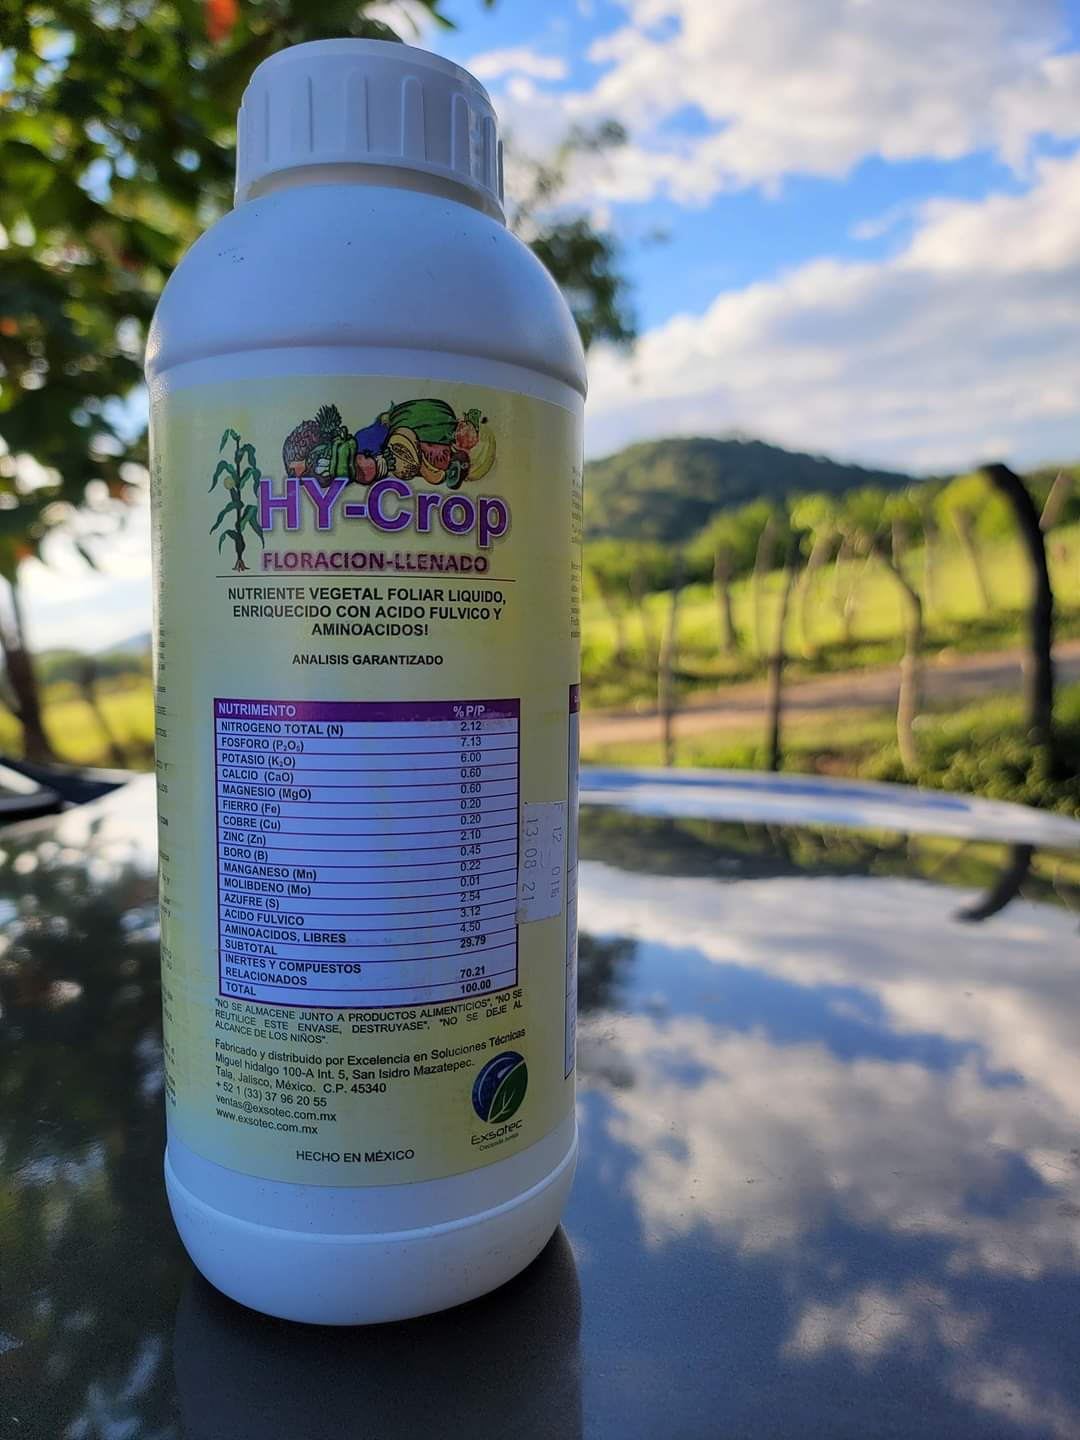 HY-Crop
FLORACION-LLENADO
NUTRIENTE VEGETAL FOLIAR LIQUIDO,
ENRIQUECIDO CON ACIDO FULVICO Y
AMINOACIDOS!
ANALISIS GARANTIZADO
NUTRIMENTO % P/P
NITROGENO TOTAL (N) 2.12
FOSFORO (P₂O₅) 7.13
POTASIO (K₂O) 6.00
CALCIO (CaO) 0.60
MAGNESIO (MgO) 0.60
FIERRO (Fe) 0.20
COBRE (Cu) 0.20
ZINC (Zn) 2.10
BORO (B) 0.45
MANGANESO (Mn) 0.22
MOLIBDENO (Mo) 0.01
AZUFRE (S) 2.54
ACIDO FULVICO 3.12
AMINOACIDOS, LIBRES 4.50
SUBTOTAL 29.79
INERTES Y COMPUESTOS
RELACIONADOS 70.21
TOTAL 100.00
"NO SE ALMACENE JUNTO A PRODUCTOS ALIMENTICIOS", "NO SE
REUTILICE ESTE ENVASE, DESTRUYASE", "NO SE DEJE AL
ALCANCE DE LOS NIÑOS".
Fabricado y distribuido por Excelencia en Soluciones Técnicas
Miguel hidalgo 100-A Int. 5, San Isidro Mazatepec.
Tala, Jalisco, México. C.P. 45340
+ 52 1 (33) 37 96 20 55
ventas@exsotec.com.mx
www.exsotec.com.mx
Exsotec
HECHO EN MÉXICO
13 08 21